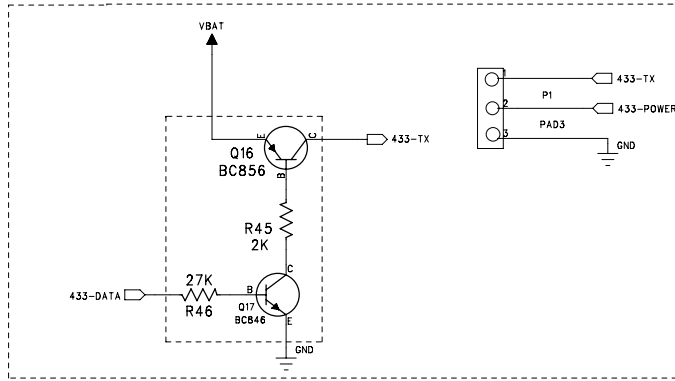 VBAT
E
C
433-TX
Q16
BC856
B
R45
2K
433-DATA
27K
R46
B
C
Q17
BC846
E
GND
1
433-TX
P1
2
433-POWER
PAD3
3
GND